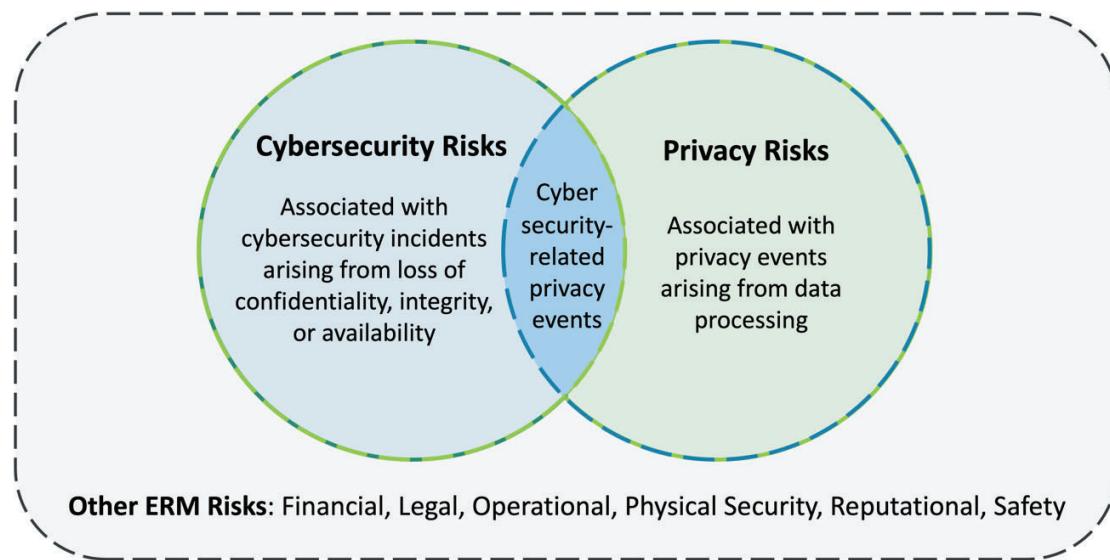 Cybersecurity Risks
Associated with
cybersecurity incidents
arising from loss of
confidentiality, integrity,
or availability
Cyber
security-
related
privacy
events
Privacy Risks
Associated with
privacy events
arising from data
processing
Other ERM Risks: Financial, Legal, Operational, Physical Security, Reputational, Safety